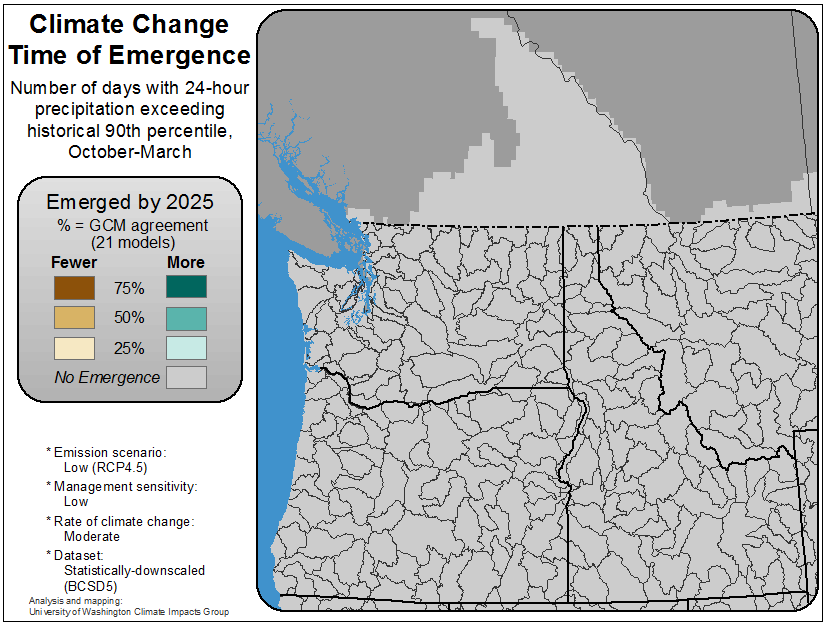 Climate Change
Time of Emergence
Number of days with 24-hour
precipitation exceeding
historical 90th percentile,
October-March
Emerged by 2025
% = GCM agreement
(21 models)
Fewer More
75%
50%
25%
No Emergence
* Emission scenario:
Low (RCP4.5)
* Management sensitivity:
Low
* Rate of climate change:
Moderate
* Dataset:
Statistically-downscaled
(BCSD5)
Analysis and mapping:
University of Washington Climate Impacts Group